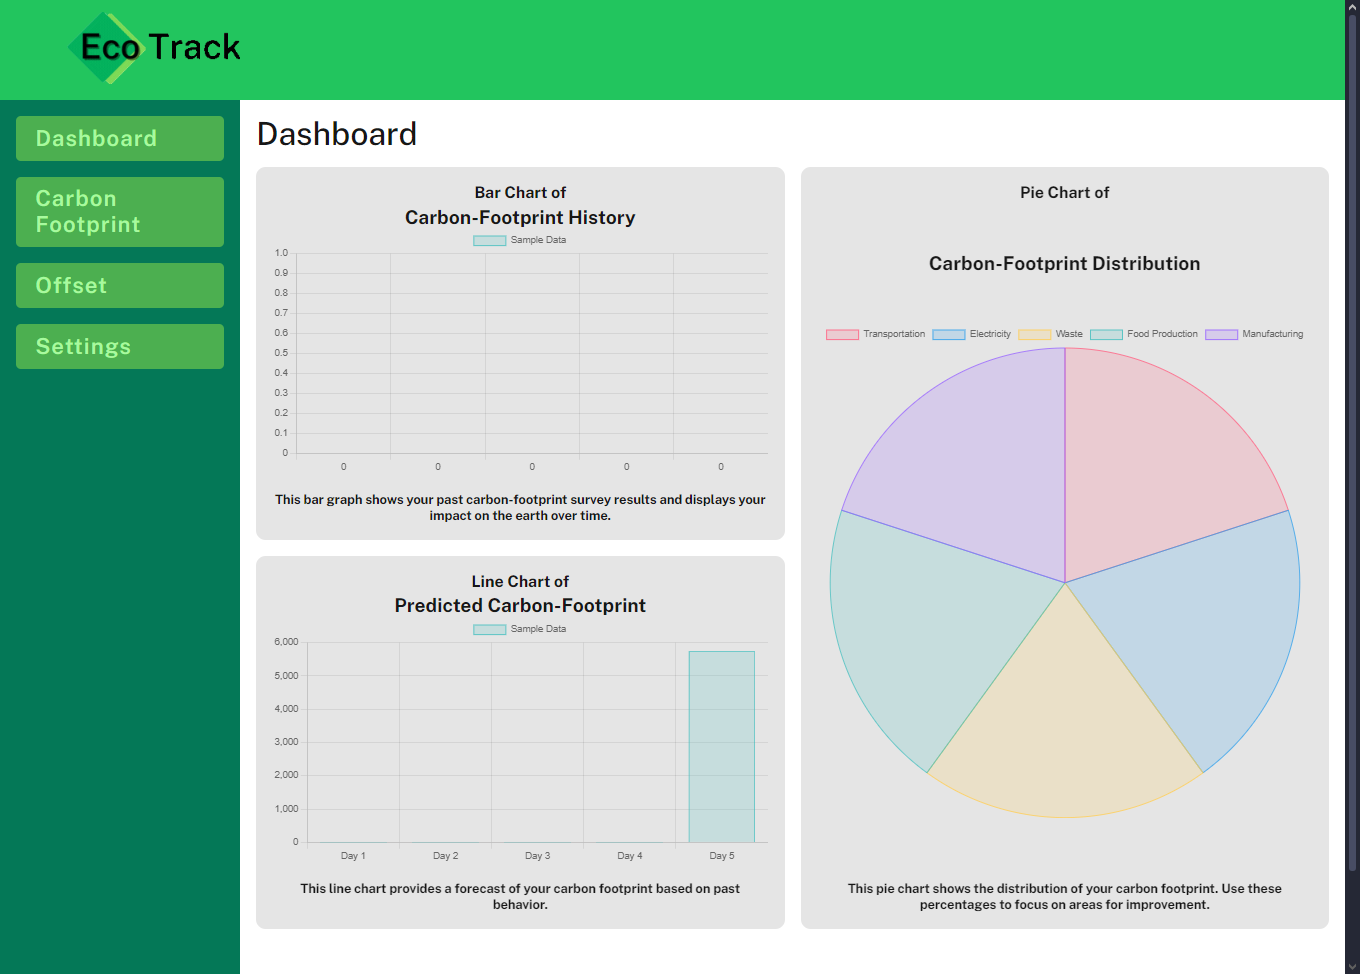 Eco Track
Dashboard
Carbon
Footprint
Offset
Settings
Dashboard
Bar Chart of
Carbon-Footprint History
Sample Data
1.0
0.9
0.8
0.7
0.6
0.5
0.4
0.3
0.2
0.1
0
0 0 0 0 0
This bar graph shows your past carbon-footprint survey results and displays your
impact on the earth over time.
Line Chart of
Predicted Carbon-Footprint
Sample Data
6,000
5,000
4,000
3,000
2,000
1,000
0
Day 1 Day 2 Day 3 Day 4 Day 5
This line chart provides a forecast of your carbon footprint based on past
behavior.
Pie Chart of
Carbon-Footprint Distribution
Transportation Electricity Waste Food Production Manufacturing
This pie chart shows the distribution of your carbon footprint. Use these
percentages to focus on areas for improvement.